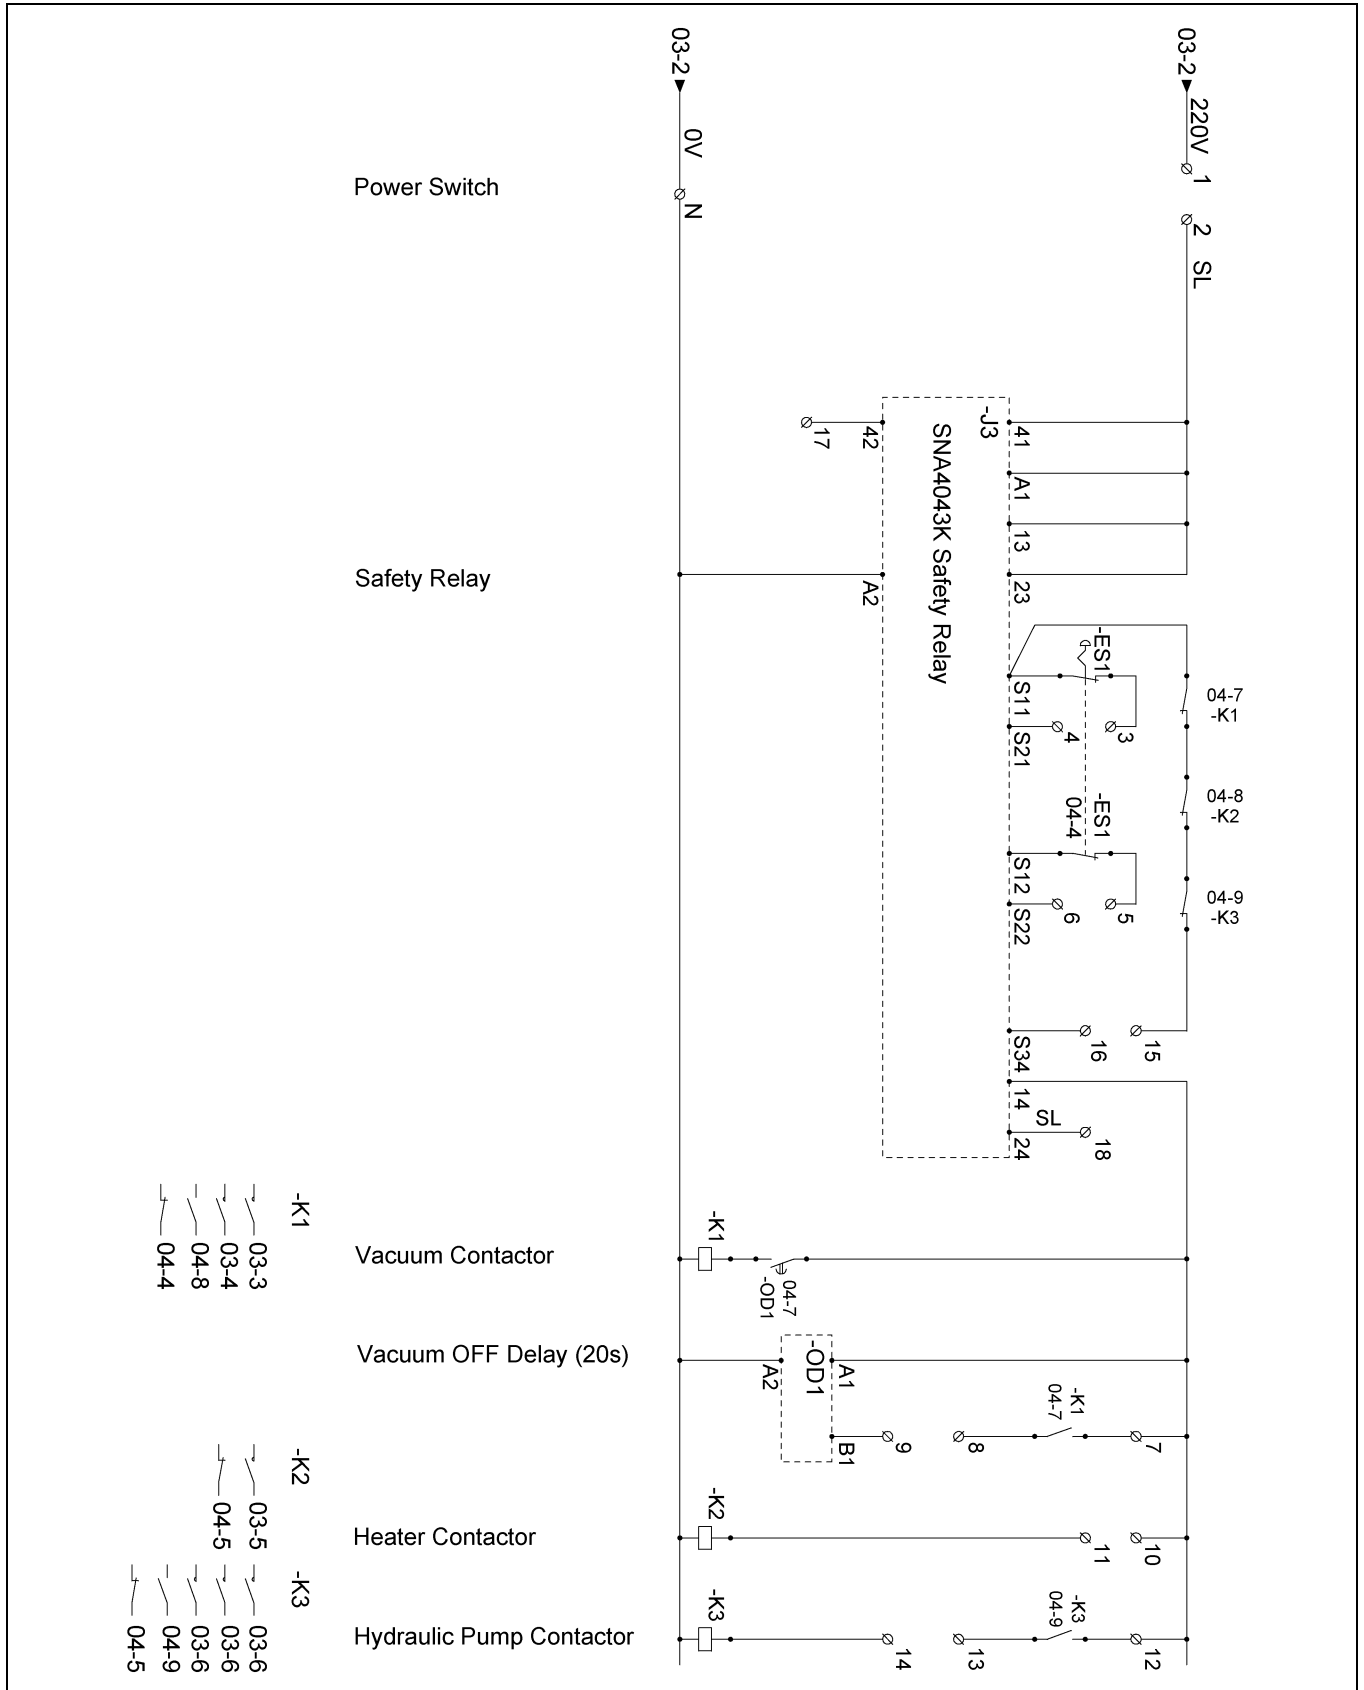 03-2
0V
N
03-2
220V
1
2
SL
Power Switch
-J3
SNA4043K Safety Relay
41
A1
13
23
42
17
A2
Safety Relay
-ES1
S11
S21
4
3
04-7
-K1
04-8
-K2
-ES1
04-4
S12
S22
6
5
04-9
-K3
S34
16
15
14
SL
24
18
-K1
03-3
03-4
04-8
04-4
Vacuum Contactor
-K1
04-7
-OD1
Vacuum OFF Delay (20s)
-OD1
A1
A2
B1
9
8
-K1
04-7
7
-K2
03-5
04-5
Heater Contactor
-K2
11
10
-K3
03-6
03-6
03-6
04-9
04-5
Hydraulic Pump Contactor
-K3
14
13
-K3
04-9
12